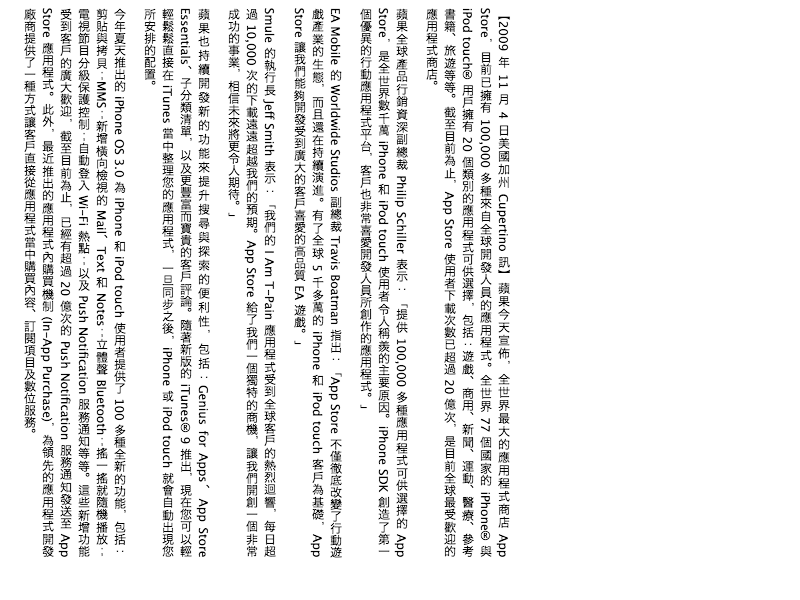 【2009 年 11 月 4 日美國加州 Cupertino 訊】蘋果今天宣佈，全世界最大的應用程式商店 App
Store，目前已擁有 100,000 多種來自全球開發人員的應用程式。全世界 77 個國家的 iPhone® 與
iPod touch® 用戶擁有 20 個類別的應用程式可供選擇，包括：遊戲、商用、新聞、運動、醫療、參考
書籍、旅遊等等。截至目前為止，App Store 使用者下載次數已超過 20 億次，是目前全球最受歡迎的
應用程式商店。
蘋果全球產品行銷資深副總裁 Philip Schiller 表示：「提供 100,000 多種應用程式可供選擇的 App
Store，是全世界數千萬 iPhone 和 iPod touch 使用者令人稱羨的主要原因。iPhone SDK 創造了第一
個優異的行動應用程式平台，客戶也非常喜愛開發人員所創作的應用程式。」
EA Mobile 的 Worldwide Studios 副總裁 Travis Boatman 指出：「App Store 不僅徹底改變了行動遊
戲產業的生態，而且還在持續演進。有了全球 5 千多萬的 iPhone 和 iPod touch 客戶為基礎，App
Store 讓我們能夠開發受到廣大的客戶喜愛的高品質 EA 遊戲。」
Smule 的執行長 Jeff Smith 表示：「我們的 I Am T-Pain 應用程式受到全球客戶的熱烈迴響，每日超
過 10,000 次的下載遠遠超越我們的預期。App Store 給了我們一個獨特的商機，讓我們開創一個非常
成功的事業，相信未來將更令人期待。」
蘋果也持續開發新的功能來提升搜尋與探索的便利性，包括：Genius for Apps、App Store
Essentials、子分類清單，以及更豐富而寶貴的客戶評論。隨著新版的 iTunes® 9 推出，現在您可以輕
輕鬆鬆直接在 iTunes 當中整理您的應用程式，一旦同步之後，iPhone 或 iPod touch 就會自動出現您
所安排的配置。
今年夏天推出的 iPhone OS 3.0 為 iPhone 和 iPod touch 使用者提供了 100 多種全新的功能，包括：
剪貼與拷貝；MMS；新增橫向檢視的 Mail、Text 和 Notes；立體聲 Bluetooth；搖一搖就隨機播放；
電視節目分級保護控制；自動登入 Wi-Fi 熱點；以及 Push Notification 服務通知等等。這些新增功能
受到客戶的廣大歡迎，截至目前為止，已經有超過 20 億次的 Push Notification 服務通知發送至 App
Store 應用程式。此外，最近推出的應用程式內購買機制 (In-App Purchase)，為領先的應用程式開發
廠商提供了一種方式讓客戶直接從應用程式當中購買內容、訂閱項目及數位服務。